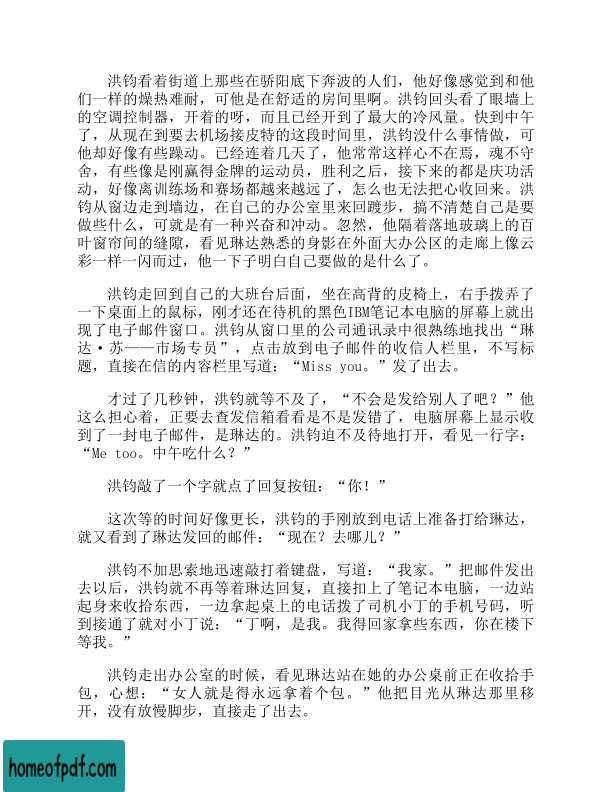 洪钧看着街道上那些在骄阳底下奔波的人们，他好像感觉到和他
们一样的燥热难耐，可他是在舒适的房间里啊。洪钧回头看了眼墙上
的空调控制器，开着的呀，而且已经开到了最大的冷风量。快到中午
了，从现在到要去机场接皮特的这段时间里，洪钧没什么事情做，可
他却好像有些躁动。已经连着几天了，他常常这样心不在焉，魂不守
舍，有些像是刚赢得金牌的运动员，胜利之后，接下来的都是庆功活
动，好像离训练场和赛场都越来越远了，怎么也无法把心收回来。洪
钧从窗边走到墙边，在自己的办公室里来回踱步，搞不清楚自己是要
做些什么，可就是有一种兴奋和冲动。忽然，他隔着落地玻璃上的百
叶窗帘间的缝隙，看见琳达熟悉的身影在外面大办公区的走廊上像云
彩一样一闪而过，他一下子明白自己要做的是什么了。
洪钧走回到自己的大班台后面，坐在高背的皮椅上，右手拨弄了
一下桌面上的鼠标，刚才还在待机的黑色IBM笔记本电脑的屏幕上就出
现了电子邮件窗口。洪钧从窗口里的公司通讯录中很熟练地找出“琳
达·苏——市场专员”，点击放到电子邮件的收信人栏里，不写标
题，直接在信的内容栏里写道：“Miss you。”发了出去。
才过了几秒钟，洪钧就等不及了，“不会是发给别人了吧？”他
这么担心着，正要去查发信箱看看是不是发错了，电脑屏幕上显示收
到了一封电子邮件，是琳达的。洪钧迫不及待地打开，看见一行字：
“Me too。中午吃什么？”
洪钧敲了一个字就点了回复按钮：“你！”
这次等的时间好像更长，洪钧的手刚放到电话上准备打给琳达，
就又看到了琳达发回的邮件：“现在？去哪儿？”
洪钧不加思索地迅速敲打着键盘，写道：“我家。”把邮件发出
去以后，洪钧就不再等着琳达回复，直接扣上了笔记本电脑，一边站
起身来收拾东西，一边拿起桌上的电话拨了司机小丁的手机号码，听
到接通了就对小丁说：“丁啊，是我。我得回家拿些东西，你在楼下
等我。”
洪钧走出办公室的时候，看见琳达站在她的办公桌前正在收拾手
包，心想：“女人就是得永远拿着个包。”他把目光从琳达那里移
开，没有放慢脚步，直接走了出去。
homeofpdf.com